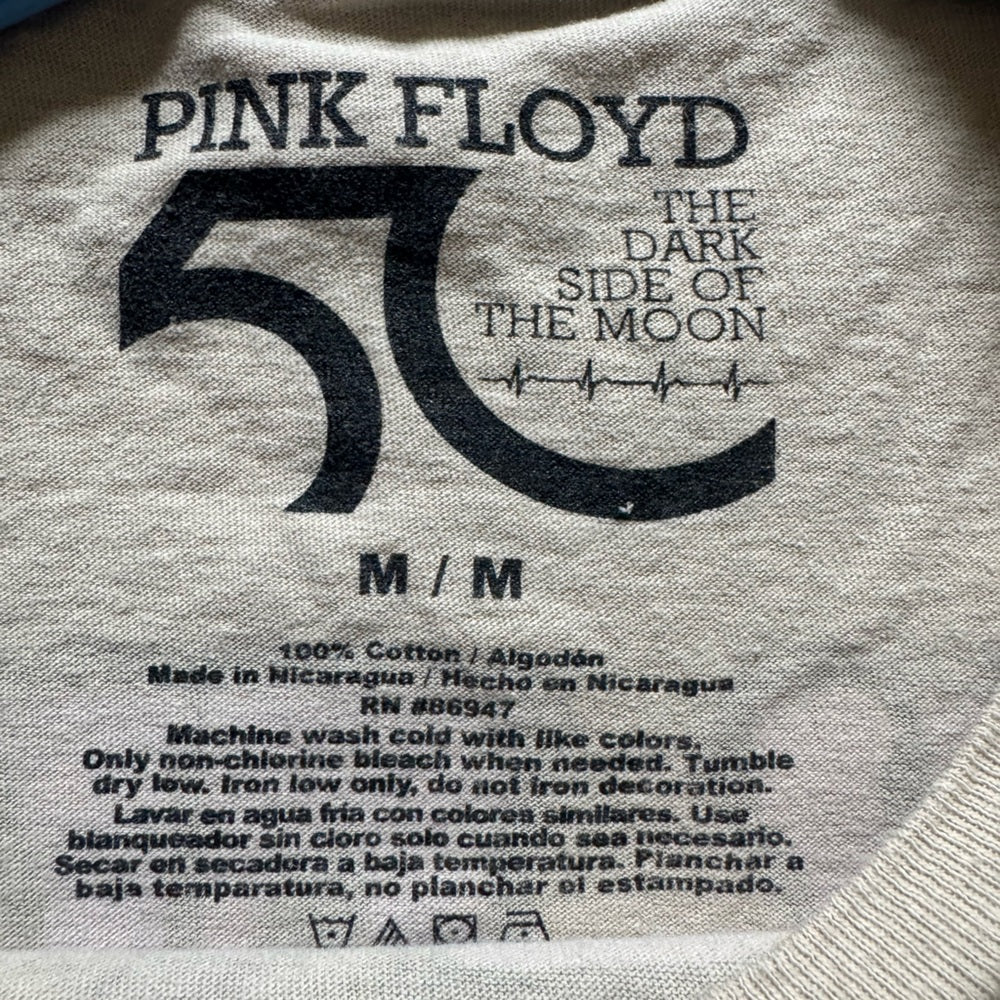 PINK FLOYD
50
THE
DARK
SIDE OF
THE MOON
M / M
100% Cotton / Algodón
Made in Nicaragua / Hecho en Nicaragua
RN #86947
Machine wash cold with like colors.
Only non-chlorine bleach when needed. Tumble
dry low. Iron low only, do not iron decoration.
Lavar en agua fría con colores similares. Use
blanqueador sin cloro solo cuando sea necesario.
Secar en secadora a baja temperatura. Planchar a
baja temparatura, no planchar el estampado.